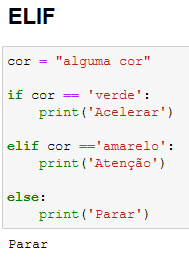 ELIF
cor = "alguma cor"
if cor == 'verde':
    print('Acelerar')
elif cor =='amarelo':
    print('Atenção')
else:
    print('Parar')
Parar